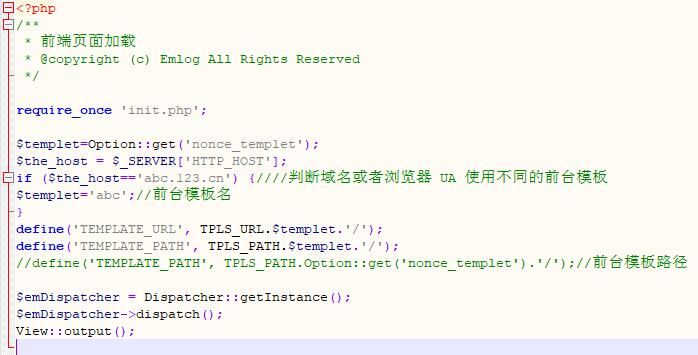 <?php
/**
 * 前端页面加载
 * @copyright (c) Emlog All Rights Reserved
 */
require_once 'init.php';
$templet=Option::get('nonce_templet');
$the_host = $_SERVER['HTTP_HOST'];
if ($the_host=='abc.123.cn') {////判断域名或者浏览器 UA 使用不同的前台模板
$templet='abc';//前台模板名
}
define('TEMPLATE_URL', TPLS_URL.$templet.'/');
define('TEMPLATE_PATH', TPLS_PATH.$templet.'/');
//define('TEMPLATE_PATH', TPLS_PATH.Option::get('nonce_templet').'/');//前台模板路径
$emDispatcher = Dispatcher::getInstance();
$emDispatcher->dispatch();
View::output();